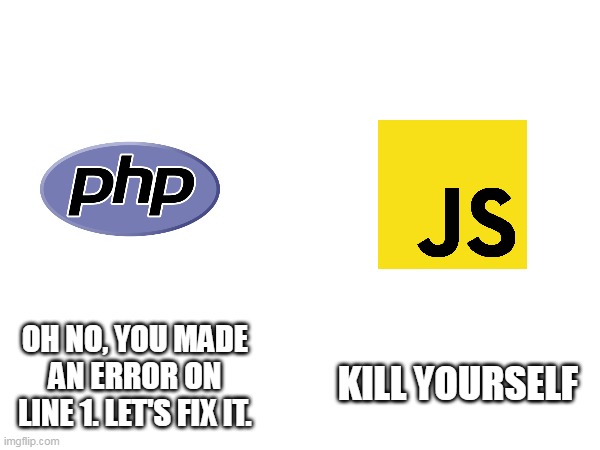 php
JS
OH NO, YOU MADE
AN ERROR ON
LINE 1. LET'S FIX IT.
KILL YOURSELF
imgflip.com